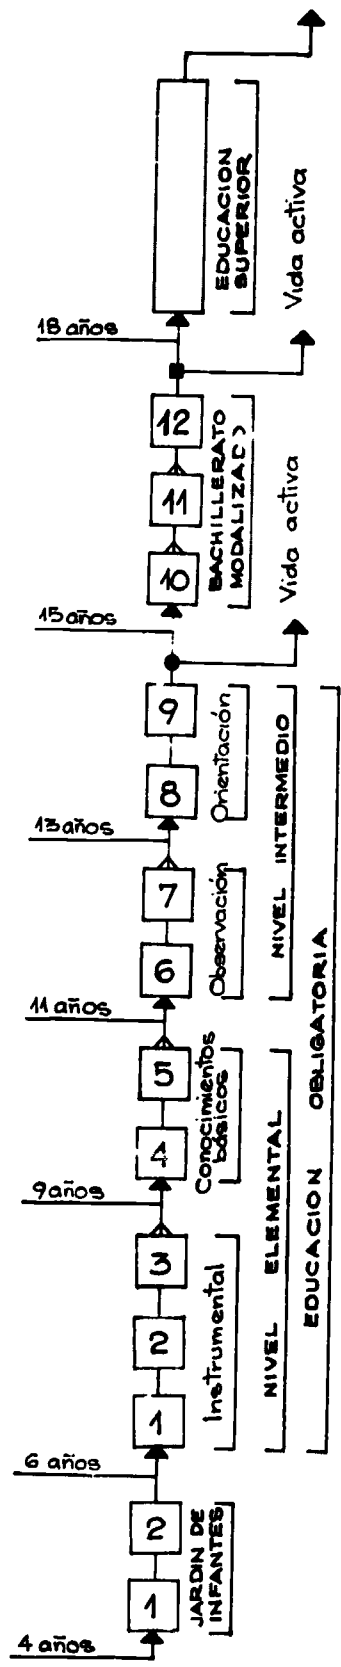 EDUCACION
SUPERIOR
Vida activa
18 años
12
11
10
BACHILLERATO
MODALIZAD
Vida activa
15 años
9
8
Orientación
13 años
7
6
Observación
NIVEL INTERMEDIO
11 años
5
4
Conocimientos
básicos
9 años
3
2
1
Instrumental
NIVEL ELEMENTAL
EDUCACION OBLIGATORIA
6 años
2
1
JARDIN DE
INFANTES
4 años